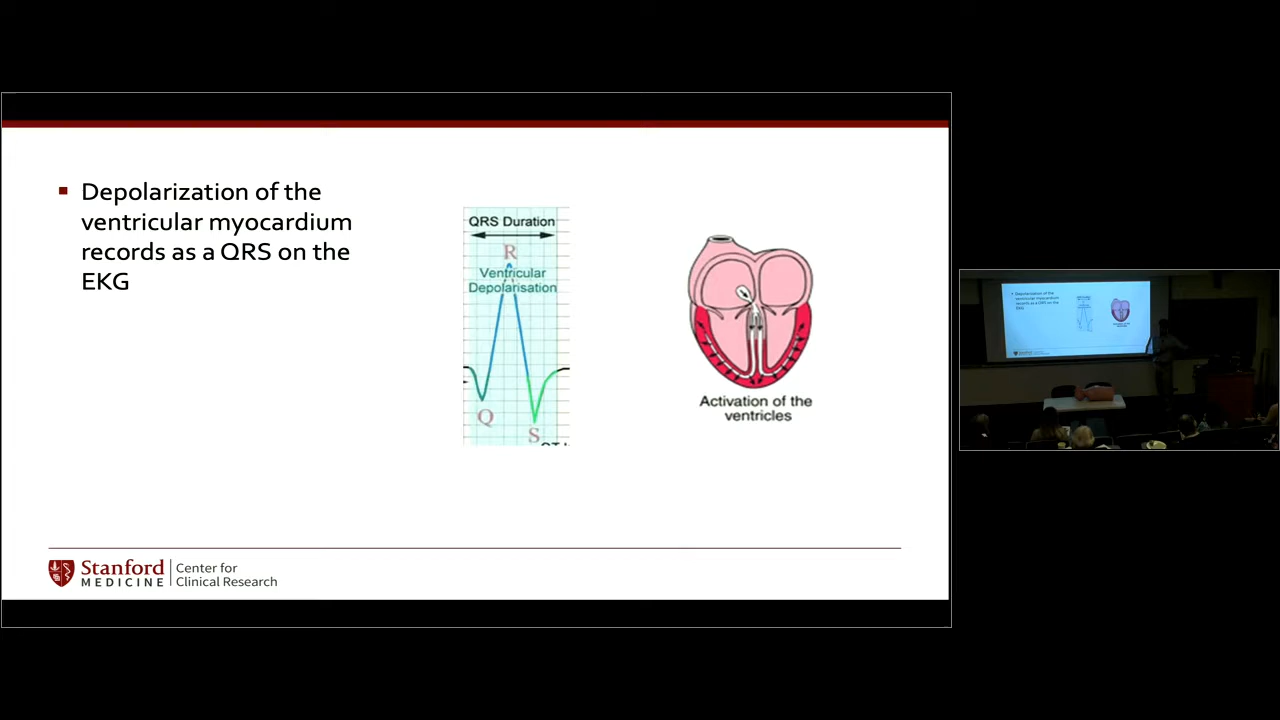 Depolarization of the
ventricular myocardium
records as a QRS on the
EKG
QRS Duration
R
Ventricular
Depolarisation
Q
S
Activation of the
ventricles
Stanford
MEDICINE
Center for
Clinical Research